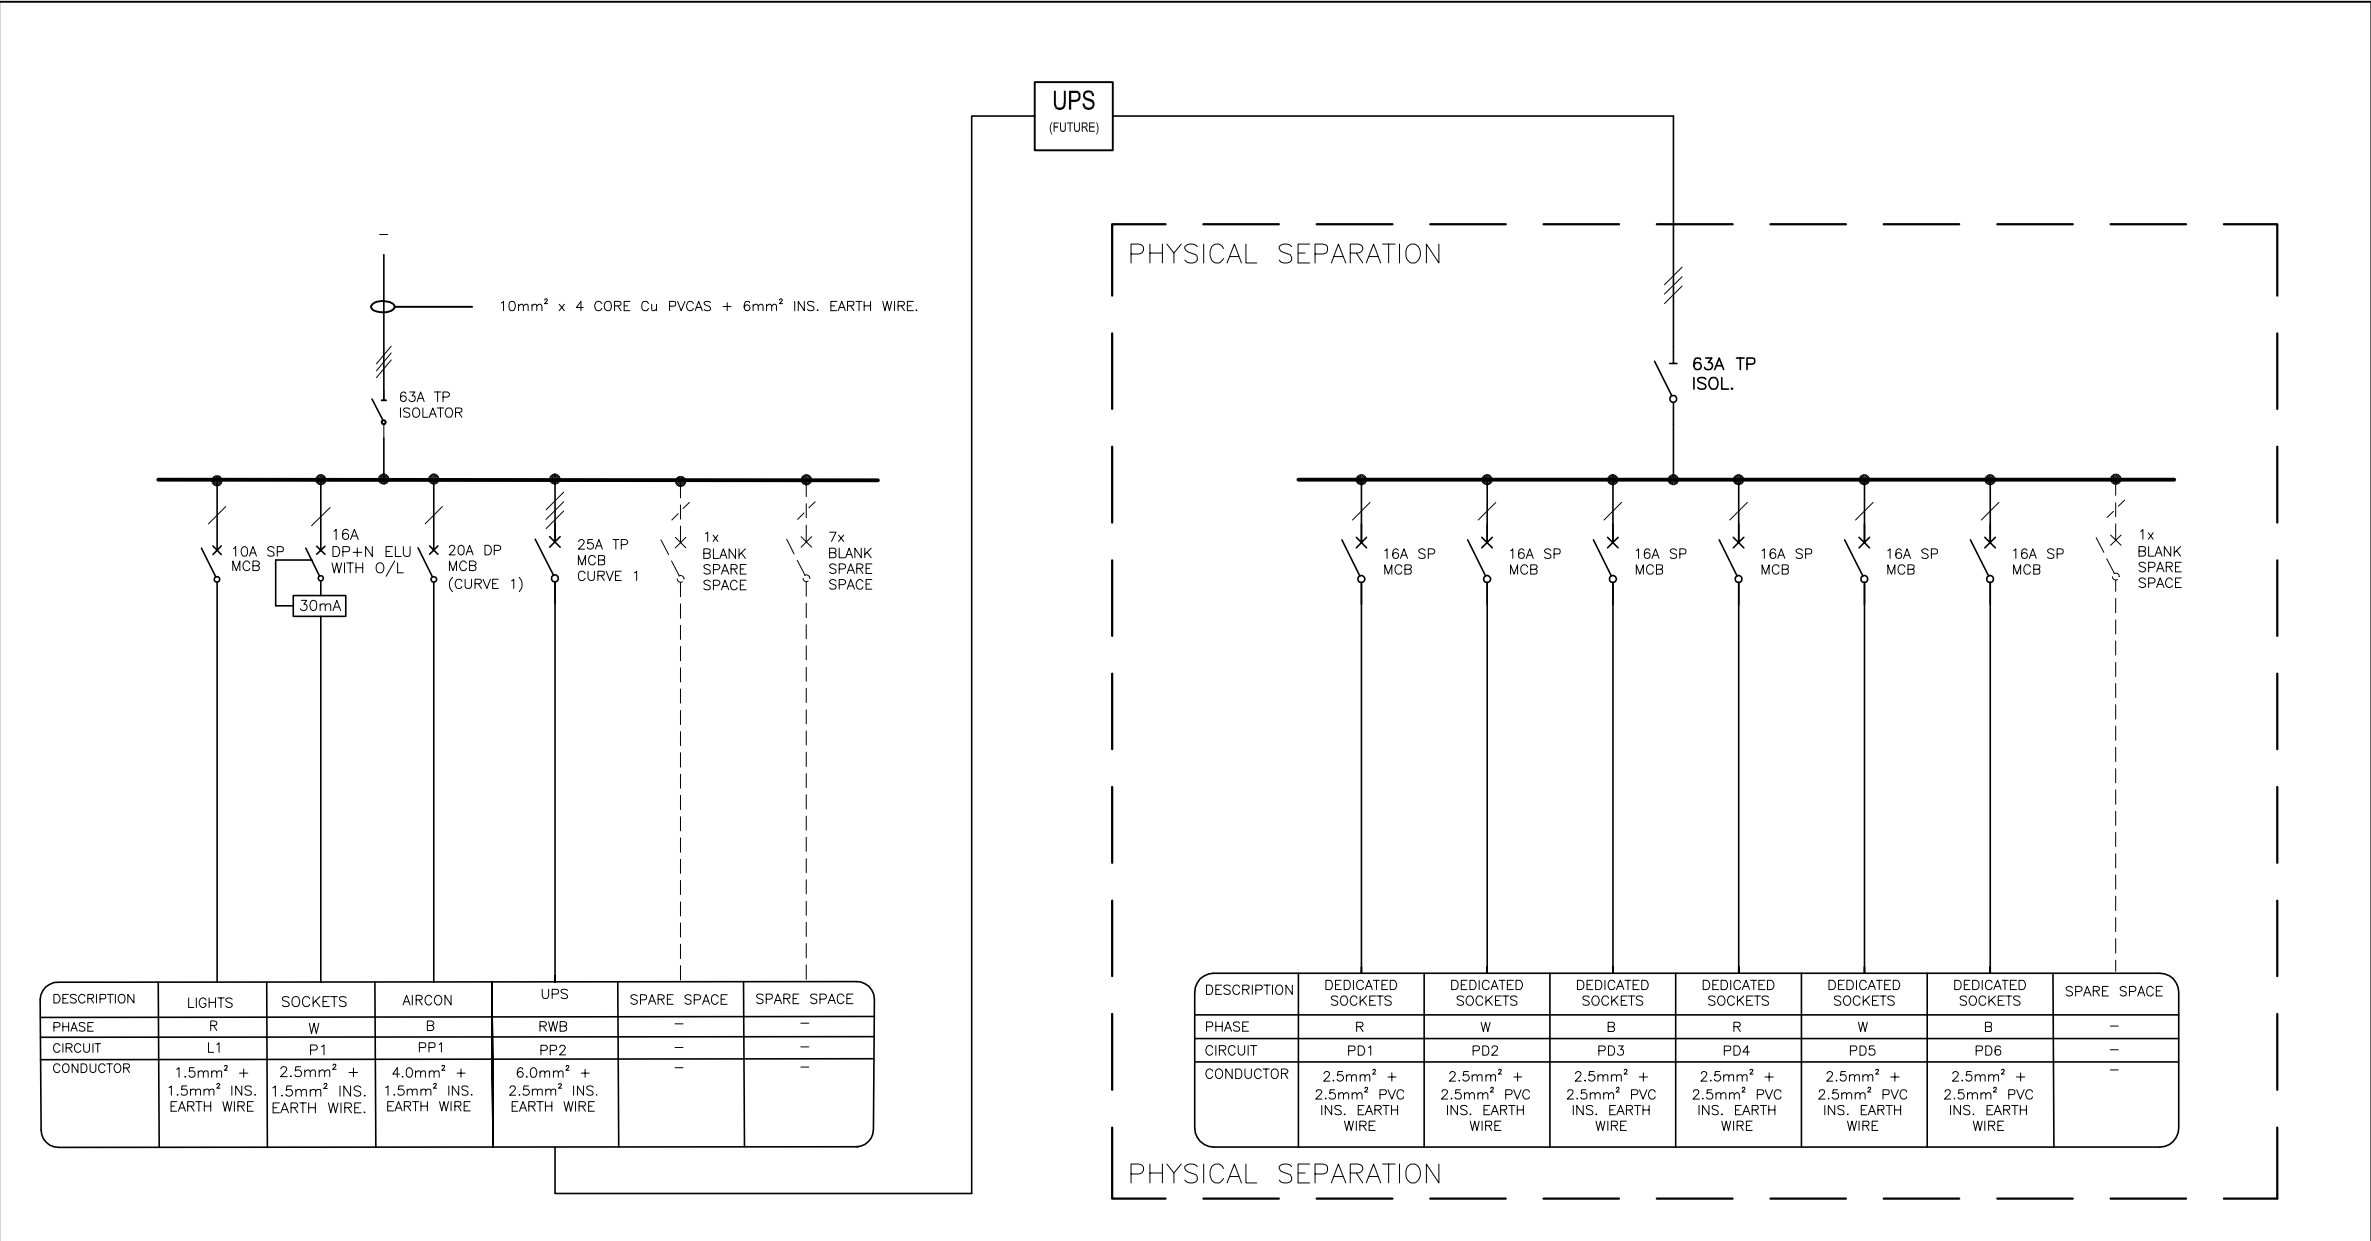 UPS
(FUTURE)
–
10mm² x 4 CORE Cu PVCAS + 6mm² INS. EARTH WIRE.
63A TP
ISOLATOR
10A SP
MCB
16A
DP+N ELU
WITH O/L
30mA
20A DP
MCB
(CURVE 1)
25A TP
MCB
CURVE 1
1x
BLANK
SPARE
SPACE
7x
BLANK
SPARE
SPACE
DESCRIPTION
LIGHTS
SOCKETS
AIRCON
UPS
SPARE SPACE
SPARE SPACE
PHASE
R
W
B
RWB
–
–
CIRCUIT
L1
P1
PP1
PP2
–
–
CONDUCTOR
1.5mm² +
1.5mm² INS.
EARTH WIRE
2.5mm² +
1.5mm² INS.
EARTH WIRE.
4.0mm² +
1.5mm² INS.
EARTH WIRE
6.0mm² +
2.5mm² INS.
EARTH WIRE
–
–
PHYSICAL SEPARATION
63A TP
ISOL.
16A SP
MCB
16A SP
MCB
16A SP
MCB
16A SP
MCB
16A SP
MCB
16A SP
MCB
1x
BLANK
SPARE
SPACE
DESCRIPTION
DEDICATED
SOCKETS
DEDICATED
SOCKETS
DEDICATED
SOCKETS
DEDICATED
SOCKETS
DEDICATED
SOCKETS
DEDICATED
SOCKETS
SPARE SPACE
PHASE
R
W
B
R
W
B
–
CIRCUIT
PD1
PD2
PD3
PD4
PD5
PD6
–
CONDUCTOR
2.5mm² +
2.5mm² PVC
INS. EARTH
WIRE
2.5mm² +
2.5mm² PVC
INS. EARTH
WIRE
2.5mm² +
2.5mm² PVC
INS. EARTH
WIRE
2.5mm² +
2.5mm² PVC
INS. EARTH
WIRE
2.5mm² +
2.5mm² PVC
INS. EARTH
WIRE
2.5mm² +
2.5mm² PVC
INS. EARTH
WIRE
–
PHYSICAL SEPARATION